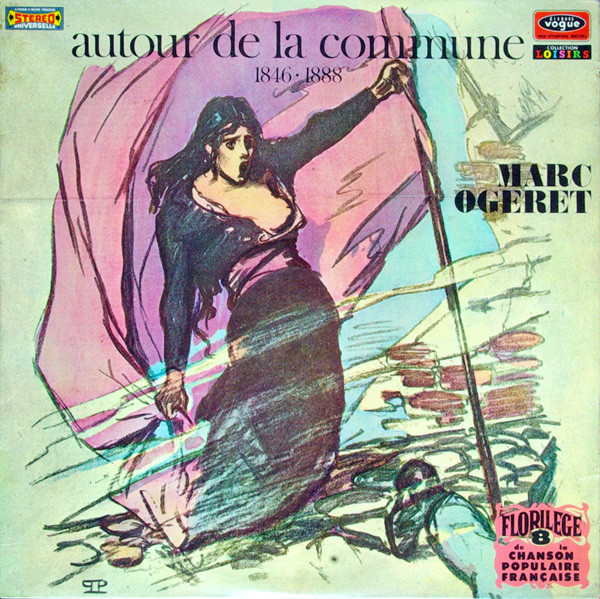 STEREO
UNIVERSELLE
disques
vogue
COLLECTION
LOISIRS
autour de la commune
1846 • 1888
MARC
OGERET
FLORILEGE
8
de la
CHANSON
POPULAIRE
FRANÇAISE